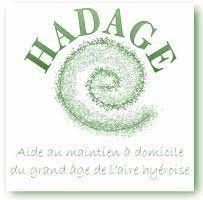 HADAGE
Aide au maintien à domicile
du grand âge de l'aire hyéroise